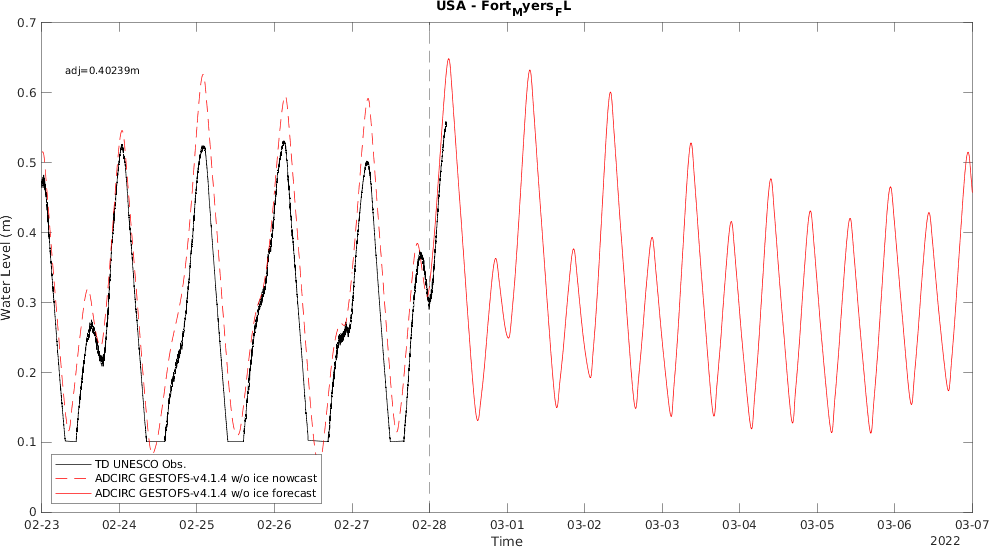 USA - FortMyersFL
adj=0.40239m
Water Level (m)
0.7
0.6
0.5
0.4
0.3
0.2
0.1
0
TD UNESCO Obs.
ADCIRC GESTOFS-v4.1.4 w/o ice nowcast
ADCIRC GESTOFS-v4.1.4 w/o ice forecast
02-23 02-24 02-25 02-26 02-27 02-28 03-01 03-02 03-03 03-04 03-05 03-06 03-07
Time
2022